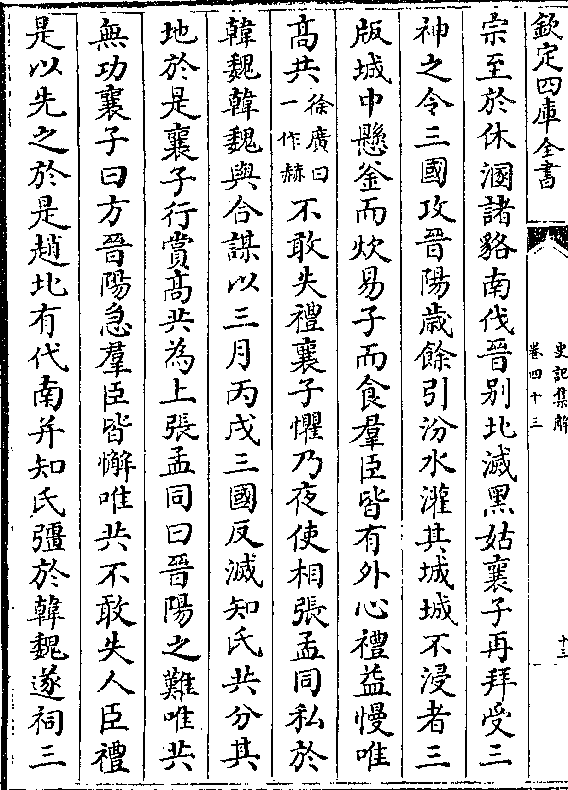 欽定四庫全書
史記集解
卷四十三
十三
宗至於休溷諸貉南伐晉别北滅黑姑襄子再拜受三
神之令三國攻晉陽歳餘引汾水灌其城城不浸者三
版城中懸釜而炊易子而食羣臣皆有外心禮益慢唯
髙共徐廣曰一作赫不敢失禮襄子懼乃夜使相張孟同私於
韓魏韓魏與合謀以三月丙戌三國反滅知氏共分其
地於是襄子行賞髙共為上張孟同曰晉陽之難唯共
無功襄子曰方晉陽急羣臣皆懈唯共不敢失人臣禮
是以先之於是趙北有代南并知氏彊於韓魏遂祠三